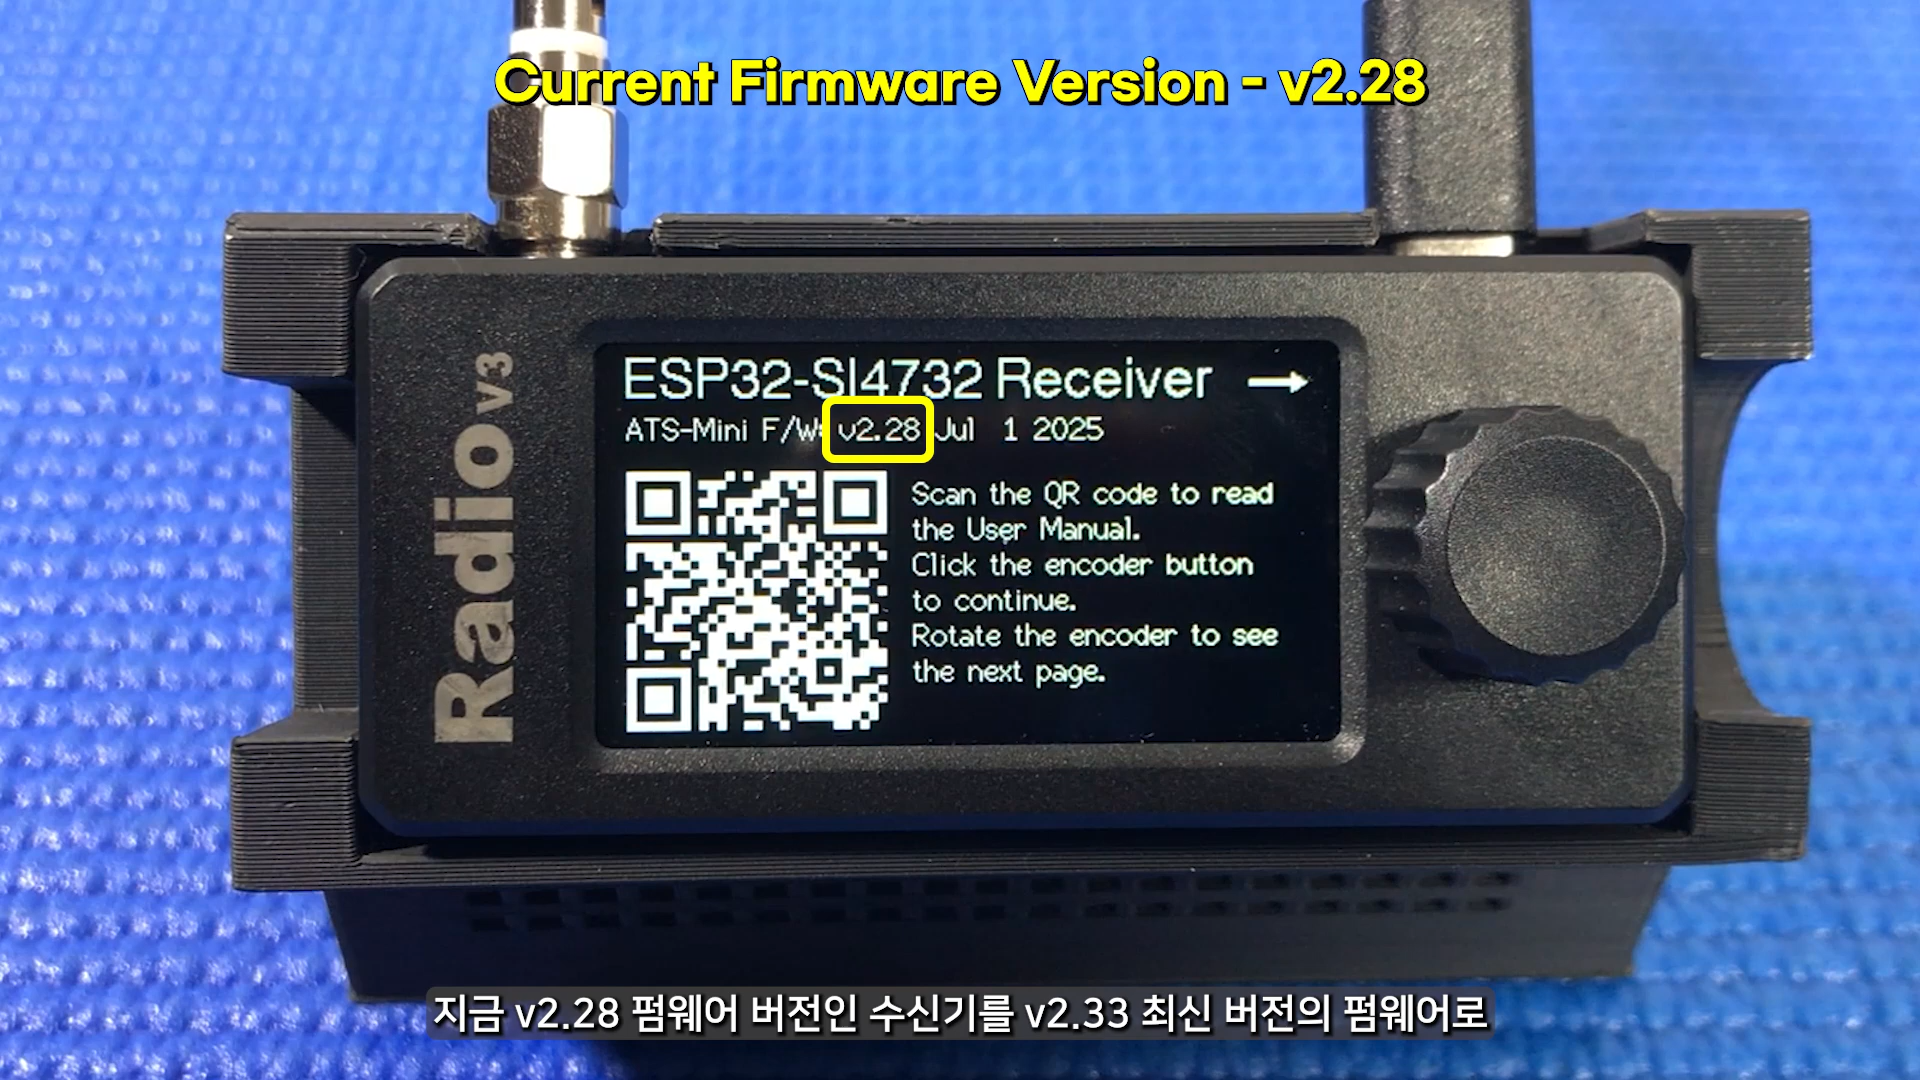 Current Firmware Version - v2.28
Radio v3
ESP32-SI4732 Receiver →
ATS-Mini F/W: v2.28 Jul 1 2025
Scan the QR code to read
the User Manual.
Click the encoder button
to continue.
Rotate the encoder to see
the next page.
지금 v2.28 펌웨어 버전인 수신기를 v2.33 최신 버전의 펌웨어로